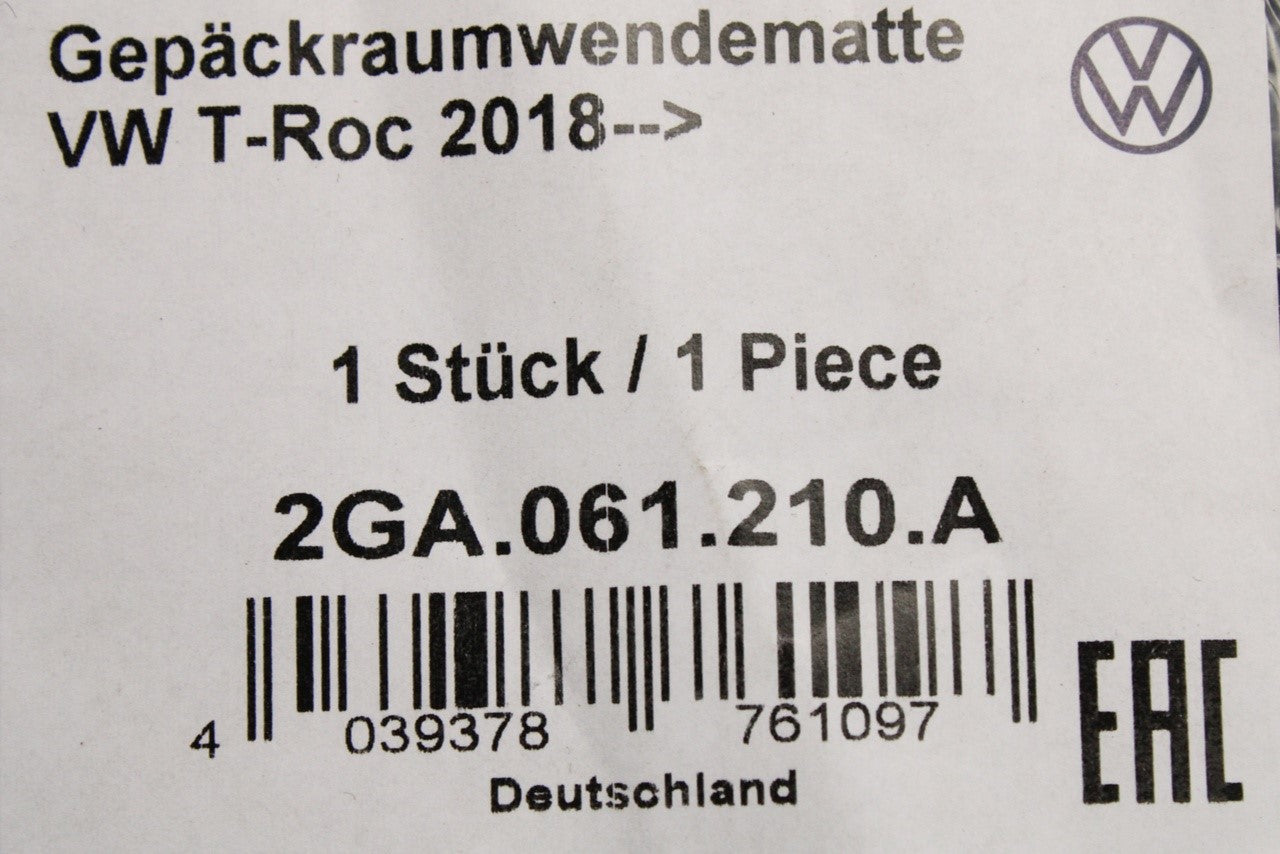 Gepäckraumwendematte
VW T-Roc 2018-->
1 Stück / 1 Piece
2GA.061.210.A
4 039378 761097
Deutschland
EAC